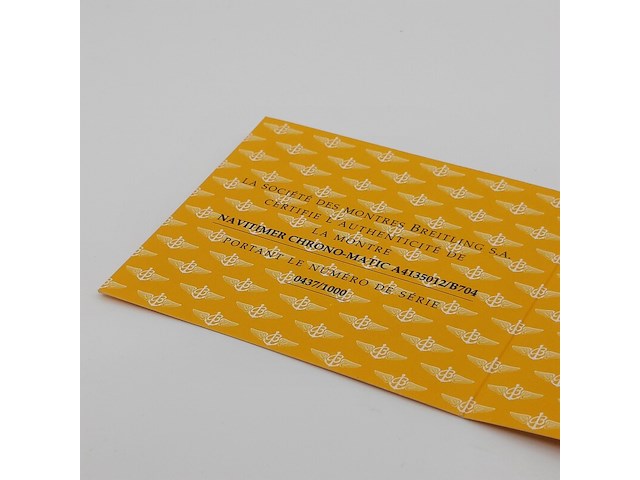 LA SOCIÉTÉ DES MONTRES BREITLING S.A.
CERTIFIE L'AUTHENTICITÉ DE
LA MONTRE
NAVITIMER CHRONO-MATIC A4135012/B704
PORTANT LE NUMÉRO DE SÉRIE
0437/1000